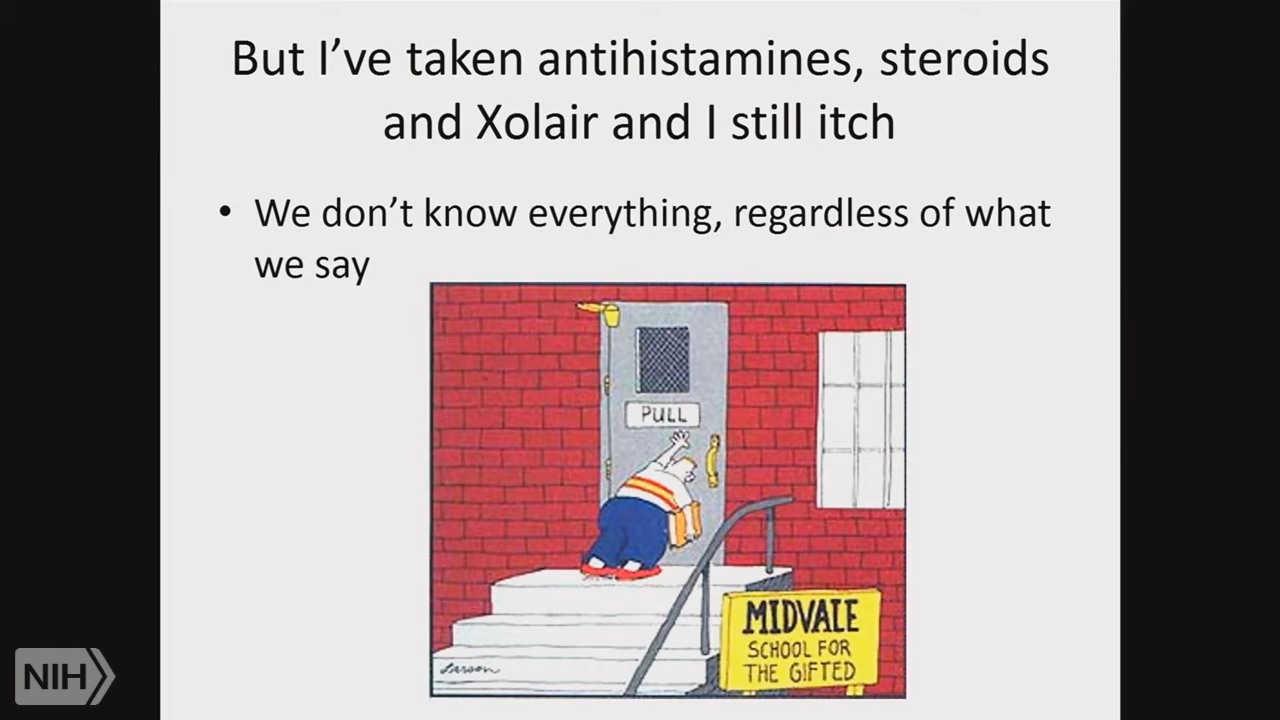 But I've taken antihistamines, steroids
and Xolair and I still itch
• We don't know everything, regardless of what
we say
PULL
MIDVALE
SCHOOL FOR
THE GIFTED
Larson
NIH